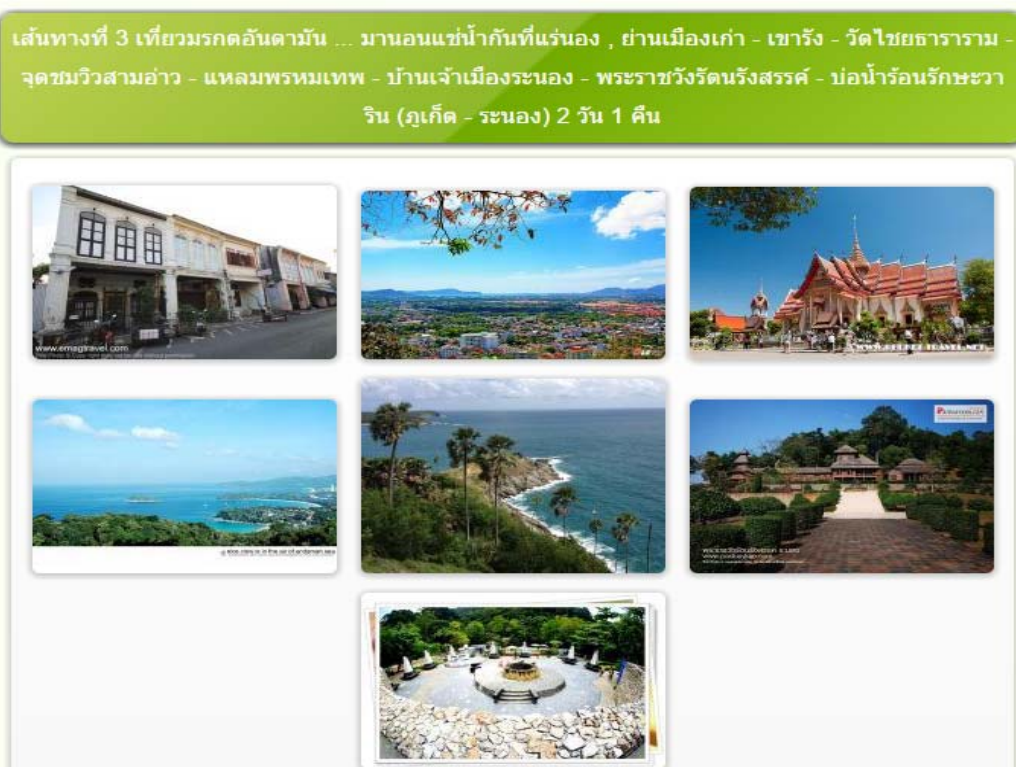 เส้นทางที่ 3 เที่ยวมรกตอันดามัน ... มานอนแช่น้ำกันที่แร่นอง , ย่านเมืองเก่า - เขารัง - วัดไชยธาราราม -
จุดชมวิวสามอ่าว - แหลมพรหมเทพ - บ้านเจ้าเมืองระนอง - พระราชวังรัตนรังสรรค์ - บ่อน้ำร้อนรักษะวา
ริน (ภูเก็ต - ระนอง) 2 วัน 1 คืน
www.emagtravel.com
WWW.PHUKET-TRAVEL.NET